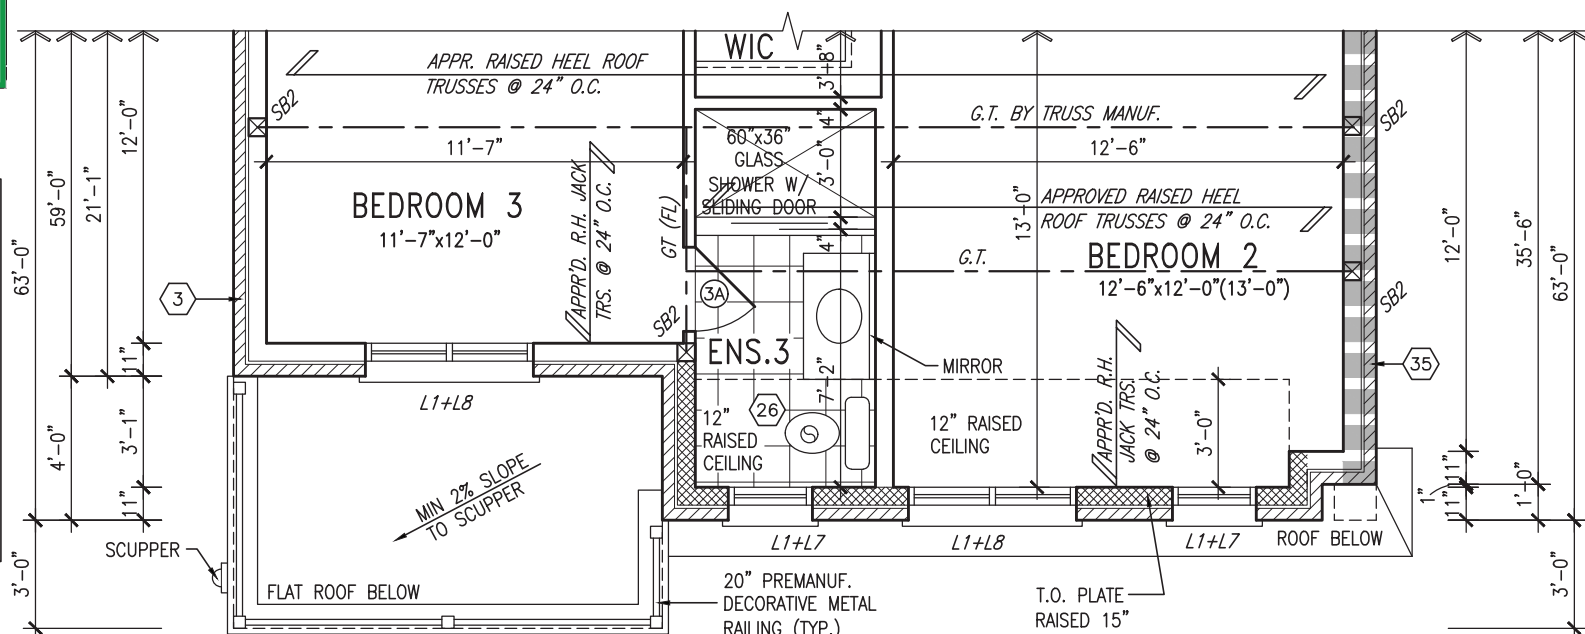 WIC
3'-8"
APPR. RAISED HEEL ROOF
TRUSSES @ 24" O.C.
SB2
G.T. BY TRUSS MANUF.
SB2
11'-7"
4"
60"x36"
GLASS
SHOWER W/
SLIDING DOOR
3'-0"
4"
12'-6"
12'-0"
59'-0"
21'-1"
63'-0"
BEDROOM 3
11'-7"x12'-0"
APPR'D. R.H. JACK
TRS. @ 24" O.C.
GT (FL)
APPROVED RAISED HEEL
ROOF TRUSSES @ 24" O.C.
13'-0"
G.T.
BEDROOM 2
12'-6"x12'-0"(13'-0")
12'-0"
35'-6"
63'-0"
3
3A
SB2
SB2
ENS.3
MIRROR
35
11"
L1+L8
7'-2"
26
12"
RAISED
CEILING
12" RAISED
CEILING
APPR'D. R.H.
JACK TRS.
@ 24" O.C.
3'-0"
4'-0"
3'-1"
11"
MIN 2% SLOPE
TO SCUPPER
11"
1"
11"
1'-0"
SCUPPER
L1+L7
L1+L8
L1+L7
ROOF BELOW
3'-0"
FLAT ROOF BELOW
20" PREMANUF.
DECORATIVE METAL
RAILING (TYP.)
T.O. PLATE
RAISED 15"
3'-0"